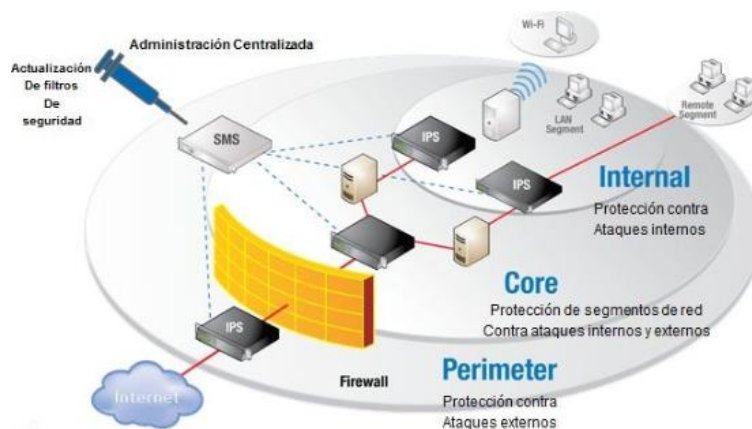 Wi-Fi
Administración Centralizada
Actualización
De filtros
De
seguridad
SMS
IPS
LAN
Segment
Remote
Segment
IPS
Internal
Protección contra
Ataques internos
Core
Protección de segmentos de red
Contra ataques internos y externos
IPS
Internet
Firewall
Perimeter
Protección contra
Ataques externos